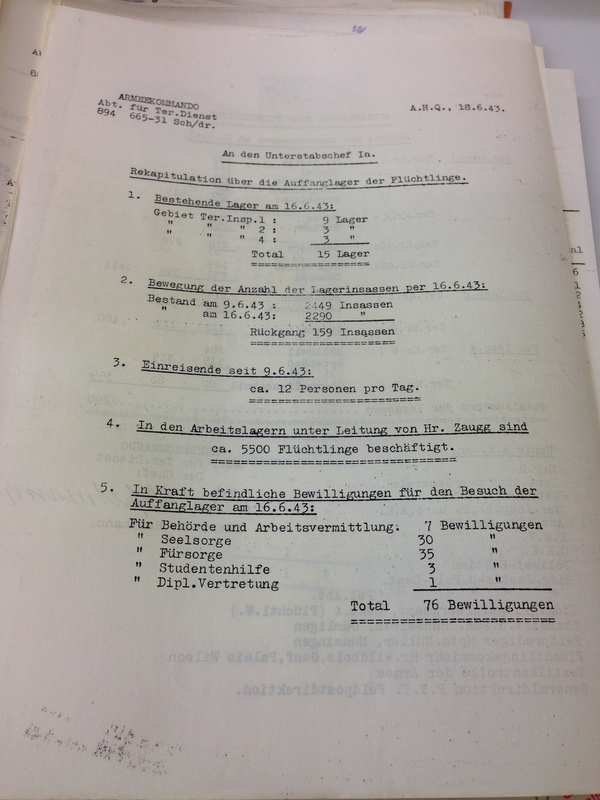 ARMEEKOMMANDO
Abt. für Ter.Dienst
894 665-31 Sch/dr.
A.H.Q., 18.6.43.
An den Unterstabschef Ia.
Rekapitulation über die Auffanglager der Flüchtlinge.
1. Bestehende Lager am 16.6.43:
Gebiet Ter.Insp.1 : 9 Lager
" " " 2 : 3 "
" " " 4 : 3 "
Total 15 Lager
2. Bewegung der Anzahl der Lagerinsassen per 16.6.43:
Bestand am 9.6.43 : 2449 Insassen
" am 16.6.43: 2290 "
Rückgang 159 Insassen
3. Einreisende seit 9.6.43:
ca. 12 Personen pro Tag.
4. In den Arbeitslagern unter Leitung von Hr. Zaugg sind
ca. 5500 Flüchtlinge beschäftigt.
5. In Kraft befindliche Bewilligungen für den Besuch der
Auffanglager am 16.6.43:
Für Behörde und Arbeitsvermittlung: 7 Bewilligungen
" Seelsorge 30 "
" Fürsorge 35 "
" Studentenhilfe 3 "
" Dipl.Vertretung 1 "
Total 76 Bewilligungen